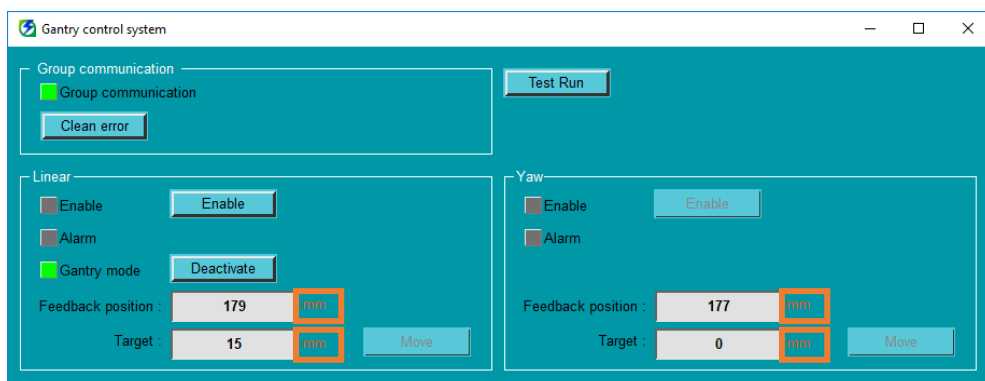 Gantry control system
Group communication
Group communication
Clean error
Test Run
Linear
Enable
Enable
Alarm
Gantry mode
Deactivate
Feedback position :
179
mm
Target :
15
mm
Move
Yaw
Enable
Enable
Alarm
Feedback position :
177
mm
Target :
0
mm
Move